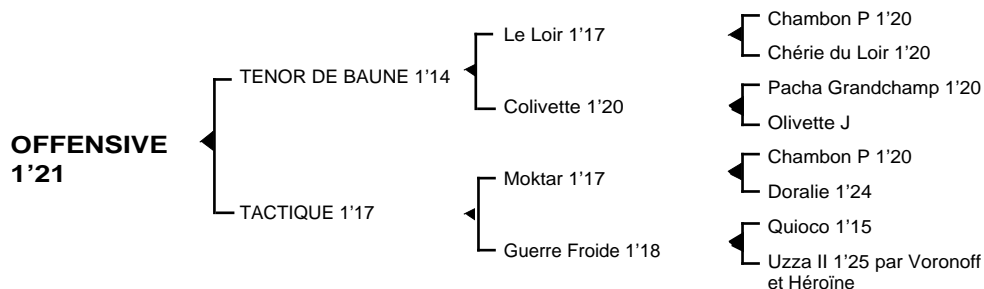 OFFENSIVE
1’21
TENOR DE BAUNE 1’14
TACTIQUE 1’17
Le Loir 1’17
Colivette 1’20
Moktar 1’17
Guerre Froide 1’18
Chambon P 1’20
Chérie du Loir 1’20
Pacha Grandchamp 1’20
Olivette J
Chambon P 1’20
Doralie 1’24
Quioco 1’15
Uzza II 1’25 par Voronoff
et Héroïne